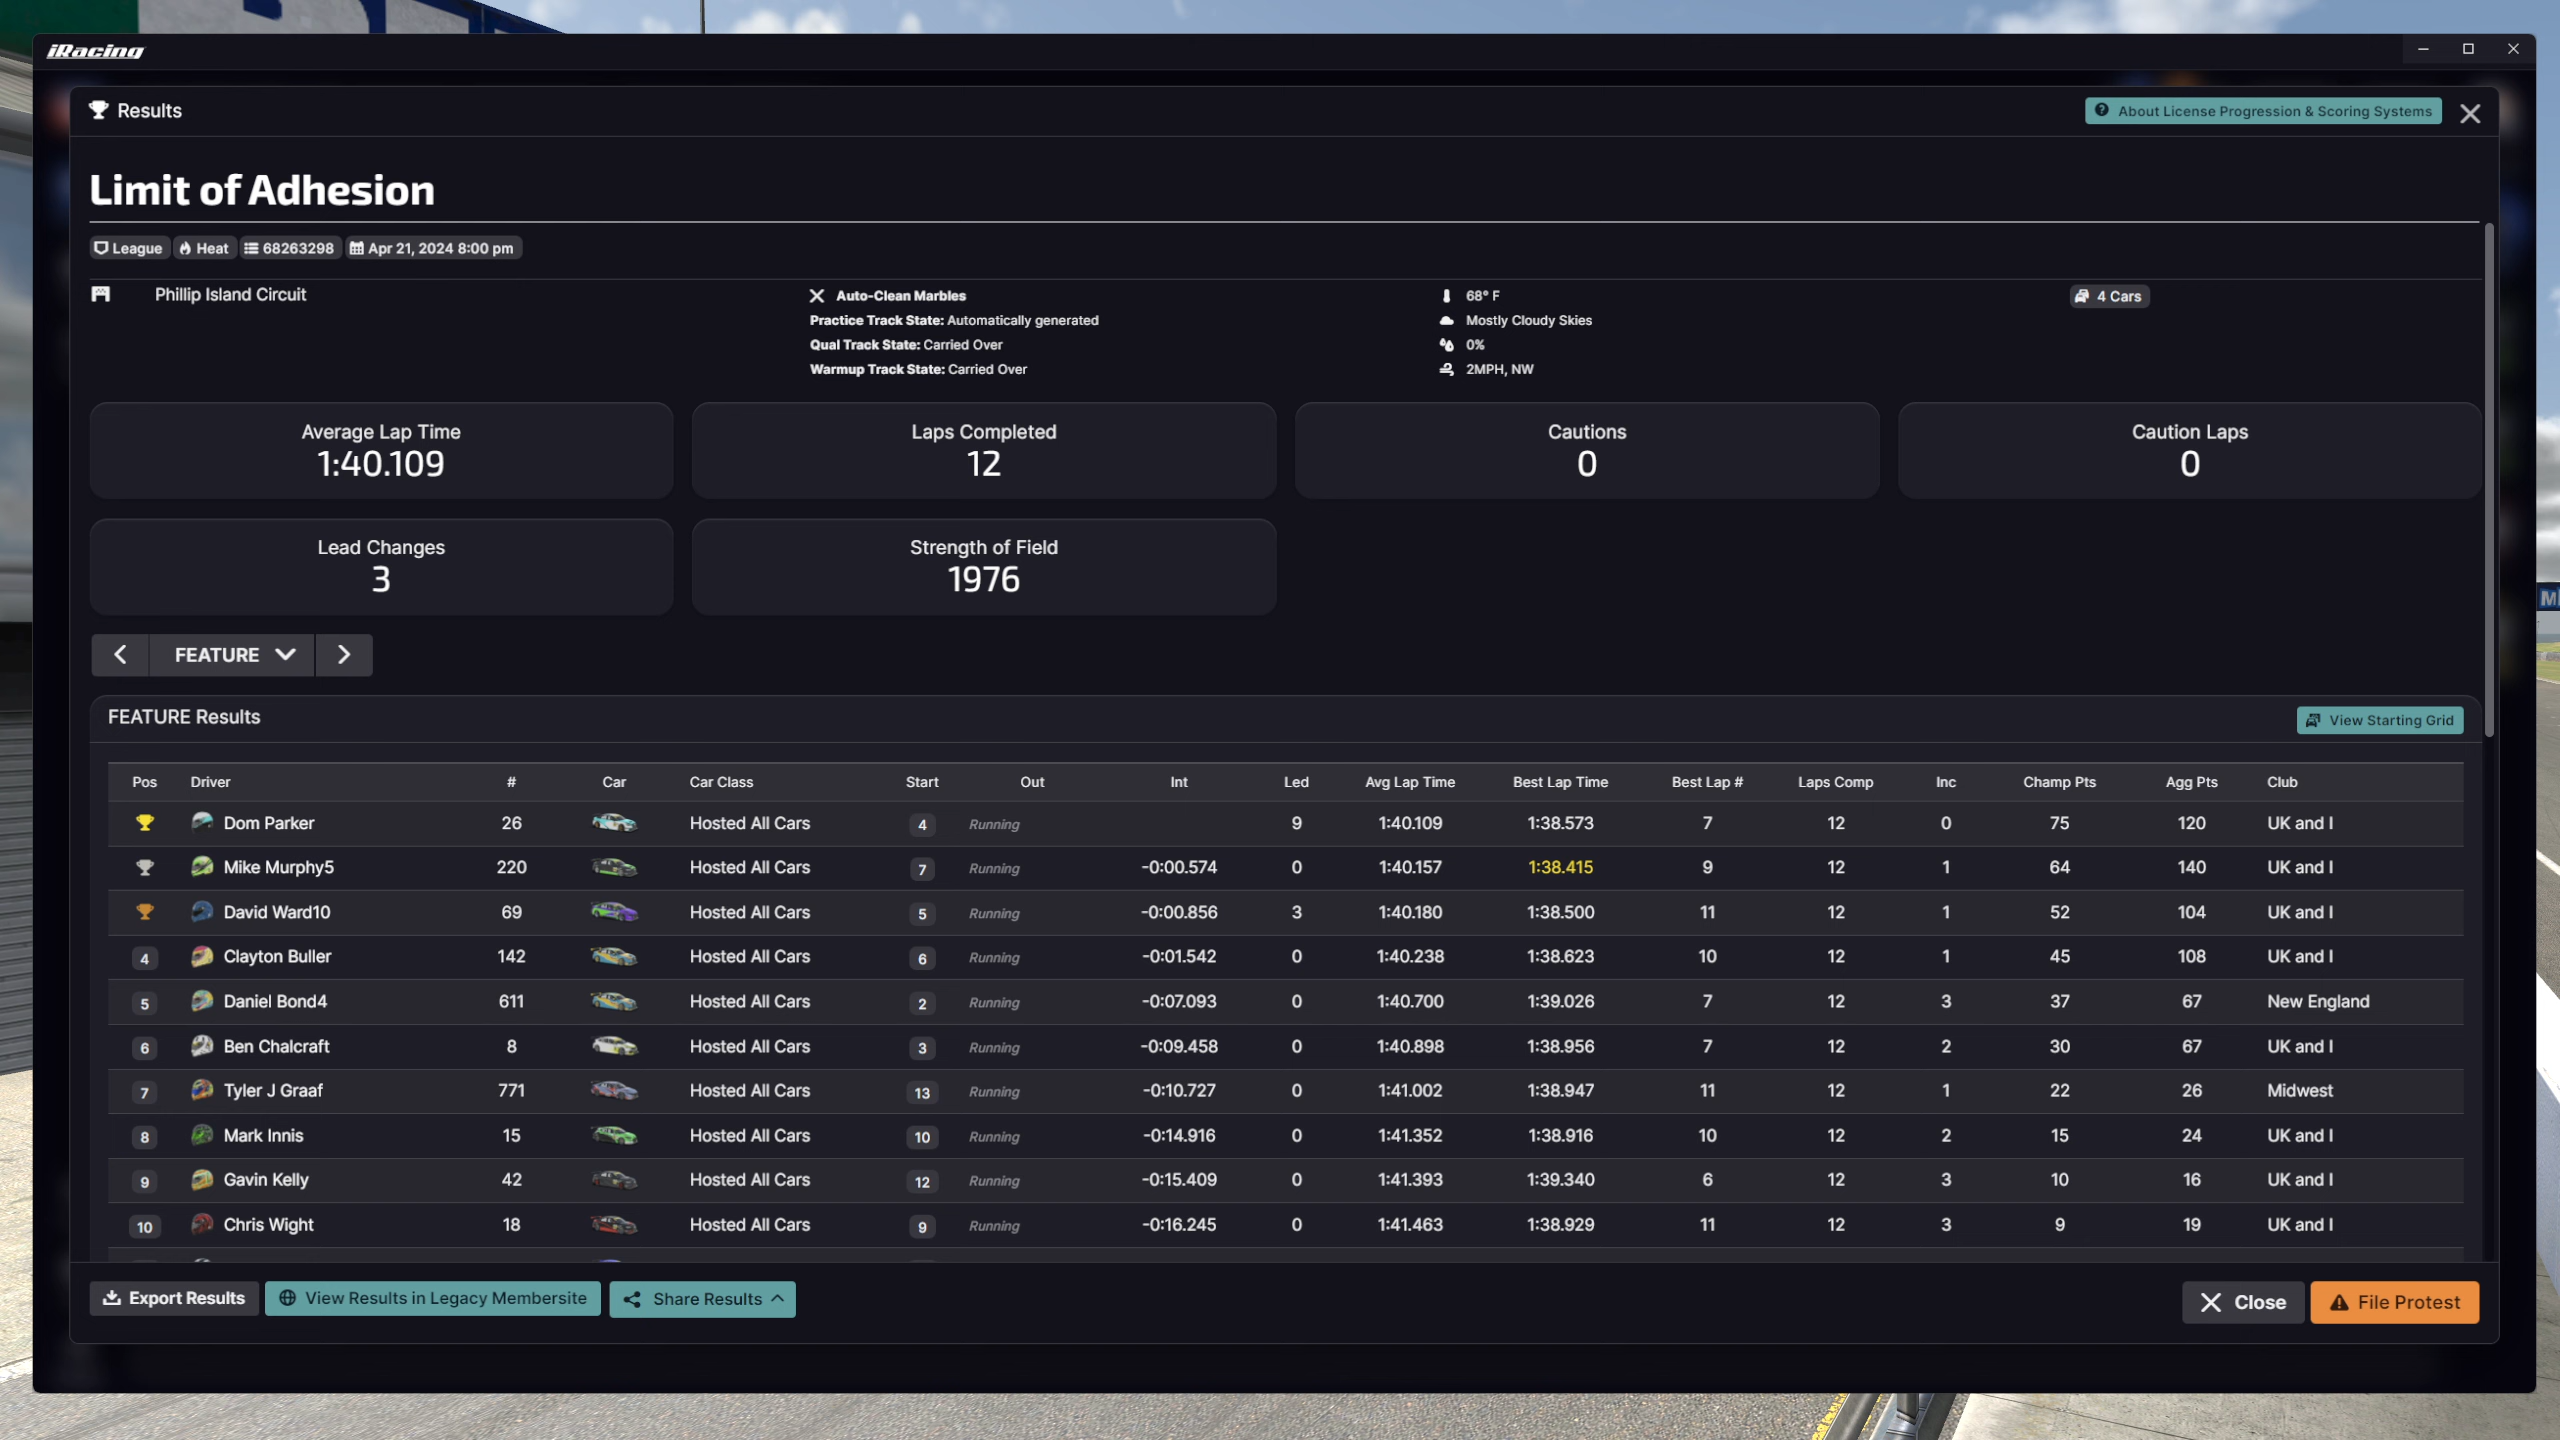 iRacing
Results
About License Progression & Scoring Systems
Limit of Adhesion
League Heat 68263298 Apr 21, 2024 8:00 pm
Phillip Island Circuit
Auto-Clean Marbles
Practice Track State: Automatically generated
Qual Track State: Carried Over
Warmup Track State: Carried Over
68° F
Mostly Cloudy Skies
0%
2MPH, NW
4 Cars
Average Lap Time
1:40.109
Laps Completed
12
Cautions
0
Caution Laps
0
Lead Changes
3
Strength of Field
1976
FEATURE
FEATURE Results
View Starting Grid
Pos Driver # Car Car Class Start Out Int Led Avg Lap Time Best Lap Time Best Lap # Laps Comp Inc Champ Pts Agg Pts Club
Dom Parker 26 Hosted All Cars 4 Running 9 1:40.109 1:38.573 7 12 0 75 120 UK and I
Mike Murphy5 220 Hosted All Cars 7 Running -0:00.574 0 1:40.157 1:38.415 9 12 1 64 140 UK and I
David Ward10 69 Hosted All Cars 5 Running -0:00.856 3 1:40.180 1:38.500 11 12 1 52 104 UK and I
4 Clayton Buller 142 Hosted All Cars 6 Running -0:01.542 0 1:40.238 1:38.623 10 12 1 45 108 UK and I
5 Daniel Bond4 611 Hosted All Cars 2 Running -0:07.093 0 1:40.700 1:39.026 7 12 3 37 67 New England
6 Ben Chalcraft 8 Hosted All Cars 3 Running -0:09.458 0 1:40.898 1:38.956 7 12 2 30 67 UK and I
7 Tyler J Graaf 771 Hosted All Cars 13 Running -0:10.727 0 1:41.002 1:38.947 11 12 1 22 26 Midwest
8 Mark Innis 15 Hosted All Cars 10 Running -0:14.916 0 1:41.352 1:38.916 10 12 2 15 24 UK and I
9 Gavin Kelly 42 Hosted All Cars 12 Running -0:15.409 0 1:41.393 1:39.340 6 12 3 10 16 UK and I
10 Chris Wight 18 Hosted All Cars 9 Running -0:16.245 0 1:41.463 1:38.929 11 12 3 9 19 UK and I
Export Results View Results in Legacy Membersite Share Results Close File Protest